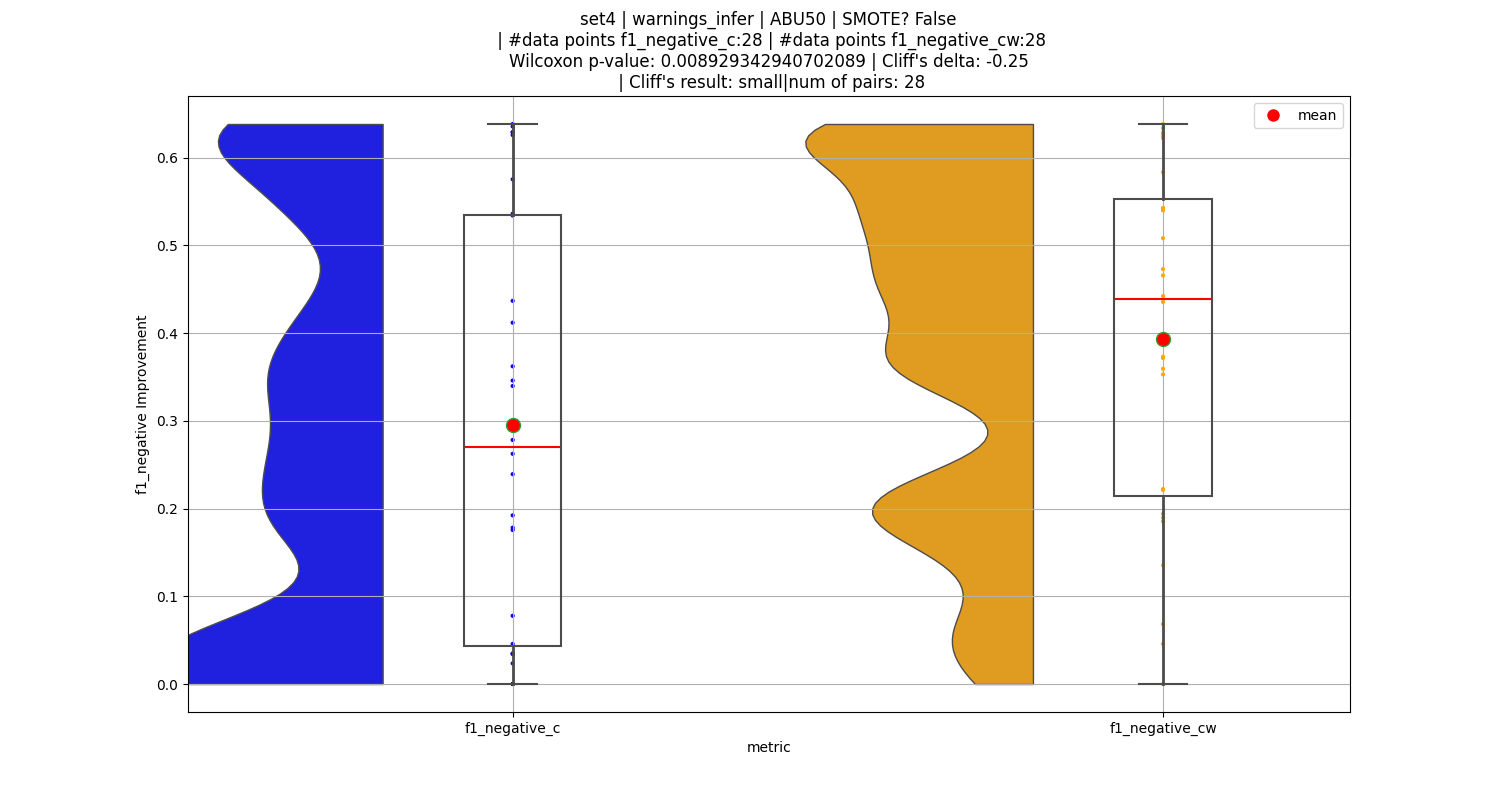 set4 | warnings_infer | ABU50 | SMOTE? False
| #data points f1_negative_c:28 | #data points f1_negative_cw:28
Wilcoxon p-value: 0.008929342940702089 | Cliff's delta: -0.25
| Cliff's result: small|num of pairs: 28
mean
0.6
0.5
0.4
0.3
0.2
0.1
0.0
f1_negative Improvement
f1_negative_c
f1_negative_cw
metric